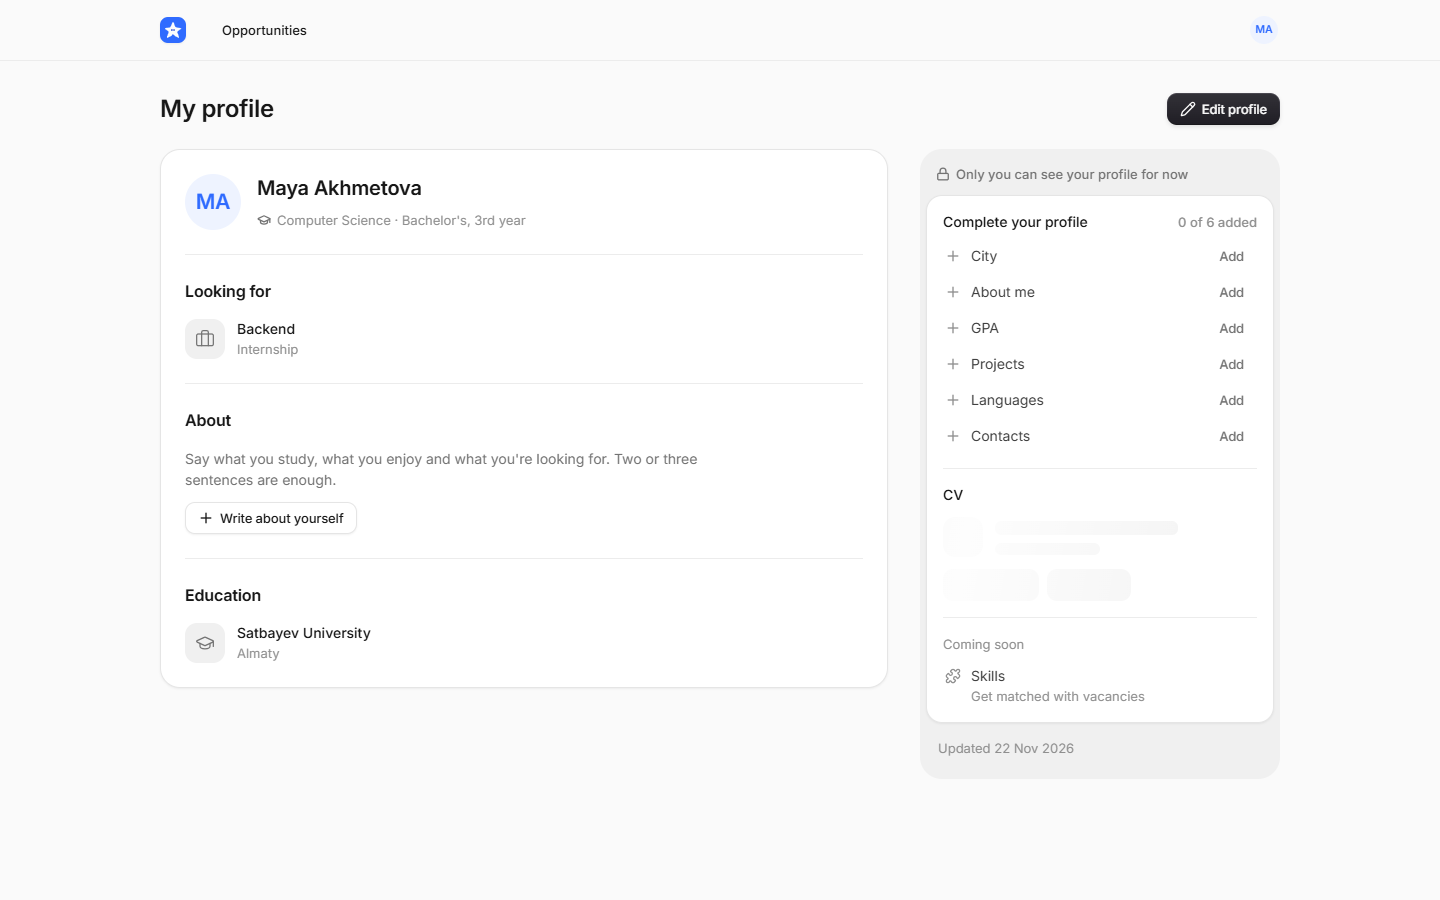 Opportunities
MA
My profile
Edit profile
MA
Maya Akhmetova
Computer Science · Bachelor's, 3rd year
Looking for
Backend
Internship
About
Say what you study, what you enjoy and what you're looking for. Two or three
sentences are enough.
Write about yourself
Education
Satbayev University
Almaty
Only you can see your profile for now
Complete your profile 0 of 6 added
City Add
About me Add
GPA Add
Projects Add
Languages Add
Contacts Add
CV
Coming soon
Skills
Get matched with vacancies
Updated 22 Nov 2026